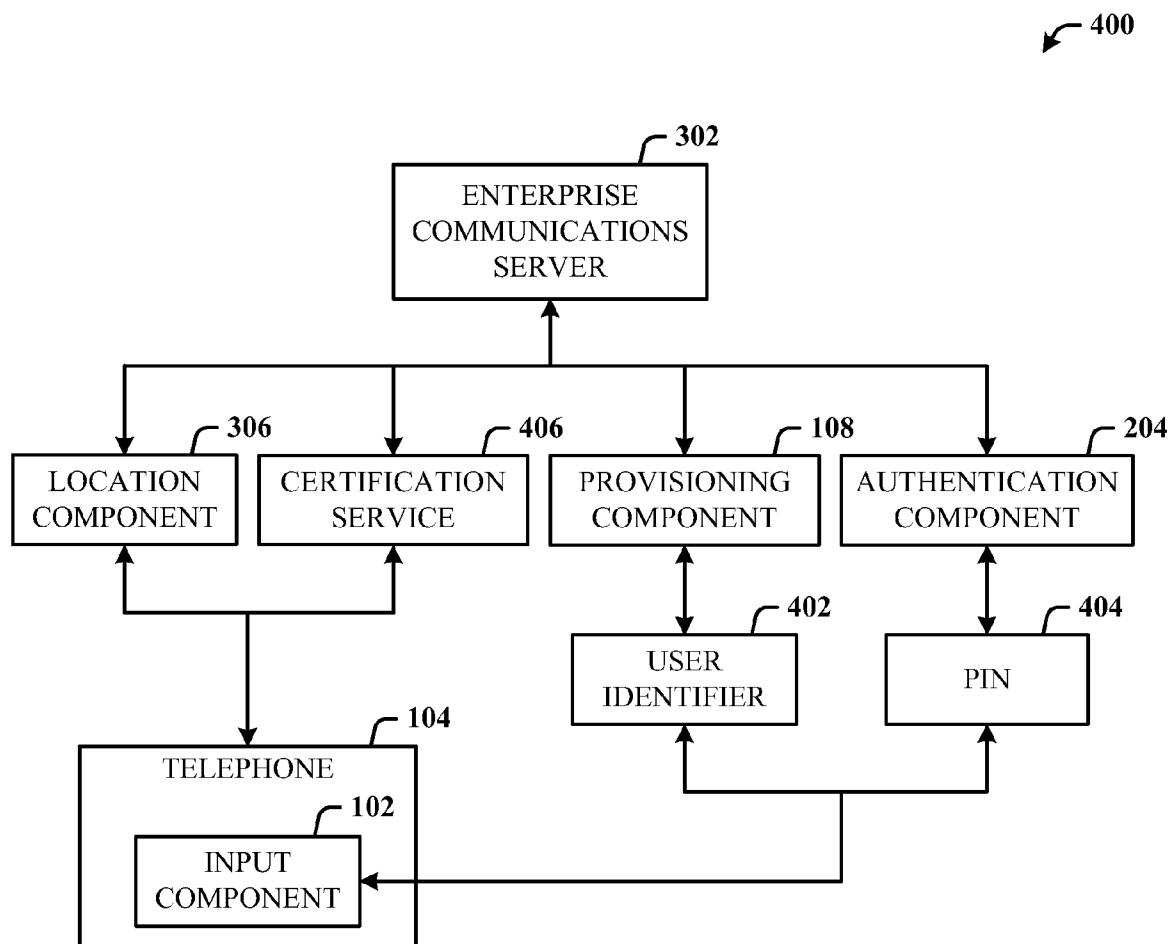 400
302
ENTERPRISE
COMMUNICATIONS
SERVER
306
LOCATION
COMPONENT
406
CERTIFICATION
SERVICE
108
PROVISIONING
COMPONENT
204
AUTHENTICATION
COMPONENT
402
USER
IDENTIFIER
404
PIN
104
TELEPHONE
102
INPUT
COMPONENT